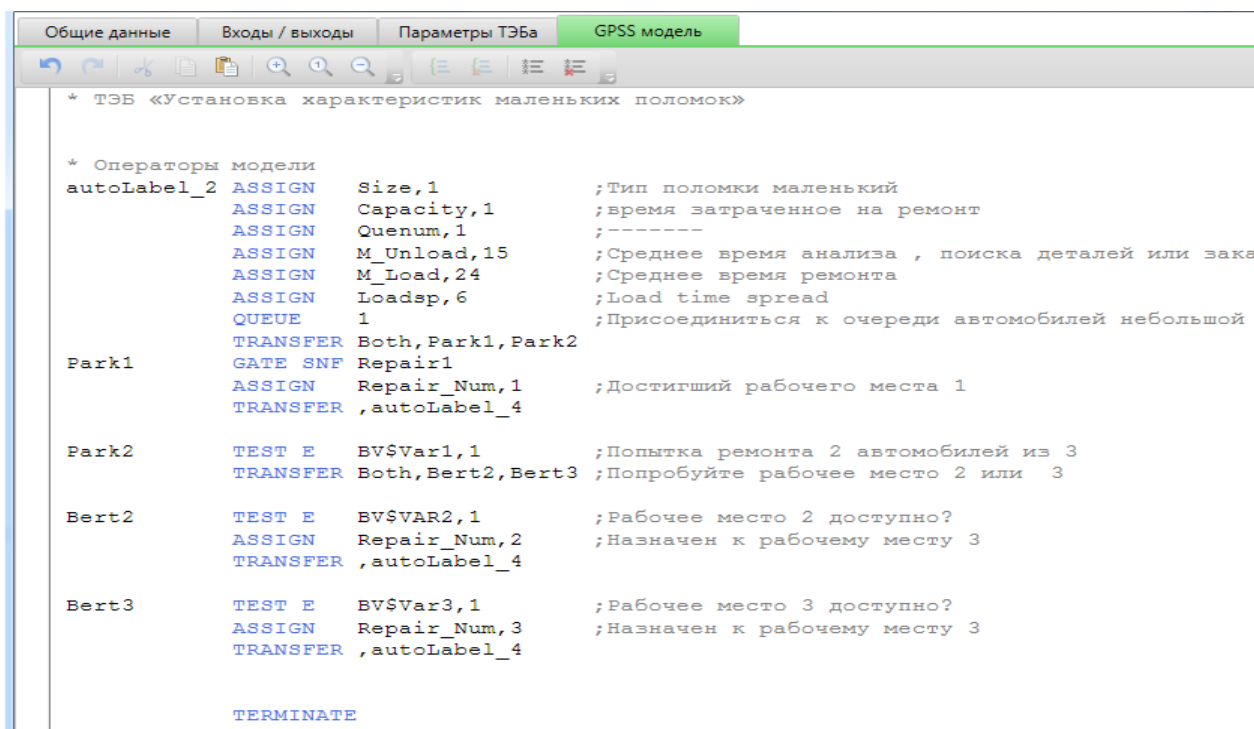 Общие данные Входы / выходы Параметры ТЭБа GPSS модель
* ТЭБ «Установка характеристик маленьких поломок»
* Операторы модели
autoLabel_2 ASSIGN Size,1 ;Тип поломки маленький
ASSIGN Capacity,1 ;время затраченное на ремонт
ASSIGN Quenum,1 ;-------
ASSIGN M_Unload,15 ;Среднее время анализа , поиска деталей или зака
ASSIGN M_Load,24 ;Среднее время ремонта
ASSIGN Loadsp,6 ;Load time spread
QUEUE 1 ;Присоединиться к очереди автомобилей небольшой
TRANSFER Both,Park1,Park2
Park1 GATE SNF Repair1
ASSIGN Repair_Num,1 ;Достигший рабочего места 1
TRANSFER ,autoLabel_4
Park2 TEST E BV$Var1,1 ;Попытка ремонта 2 автомобилей из 3
TRANSFER Both,Bert2,Bert3 ;Попробуйте рабочее место 2 или 3
Bert2 TEST E BV$VAR2,1 ;Рабочее место 2 доступно?
ASSIGN Repair_Num,2 ;Назначен к рабочему месту 3
TRANSFER ,autoLabel_4
Bert3 TEST E BV$Var3,1 ;Рабочее место 3 доступно?
ASSIGN Repair_Num,3 ;Назначен к рабочему месту 3
TRANSFER ,autoLabel_4
TERMINATE